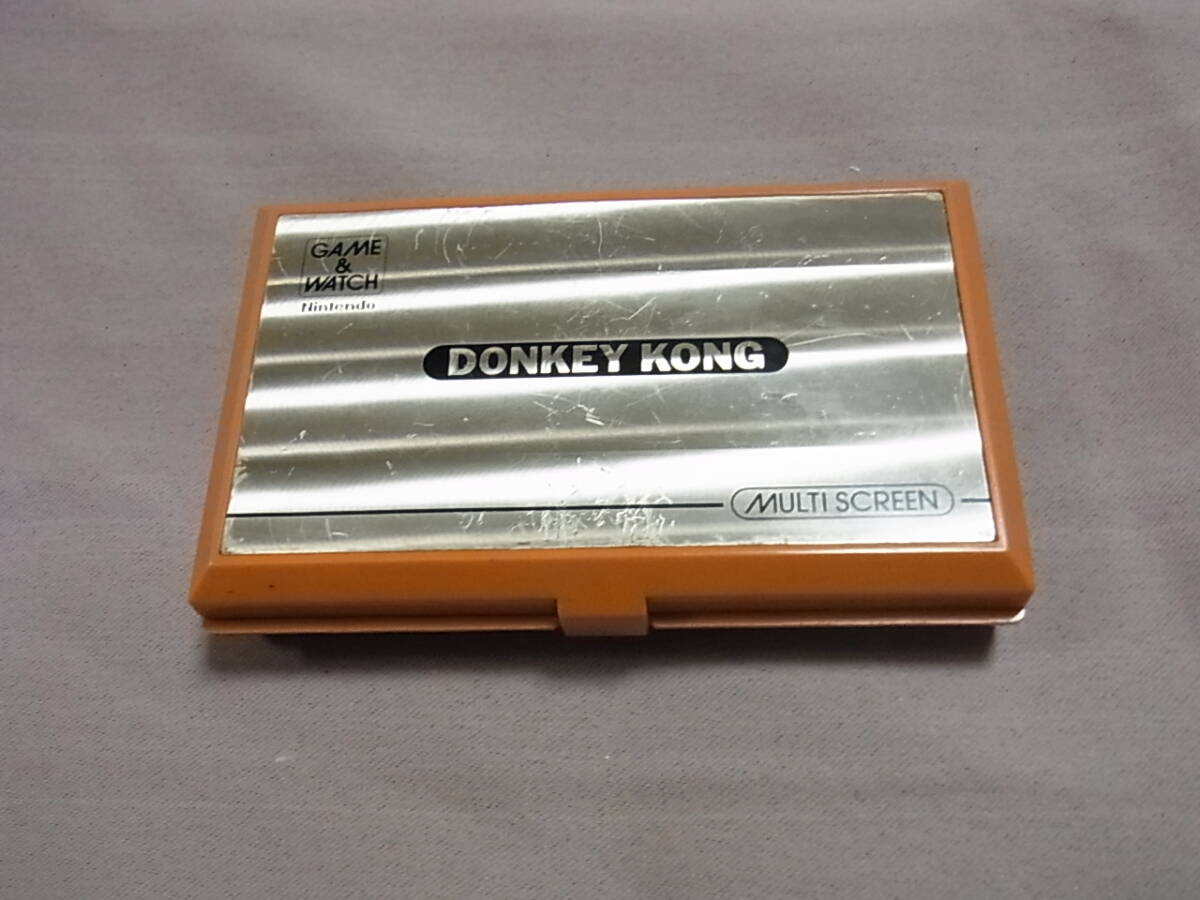 GAME
&
WATCH
Nintendo
DONKEY KONG
MULTI SCREEN